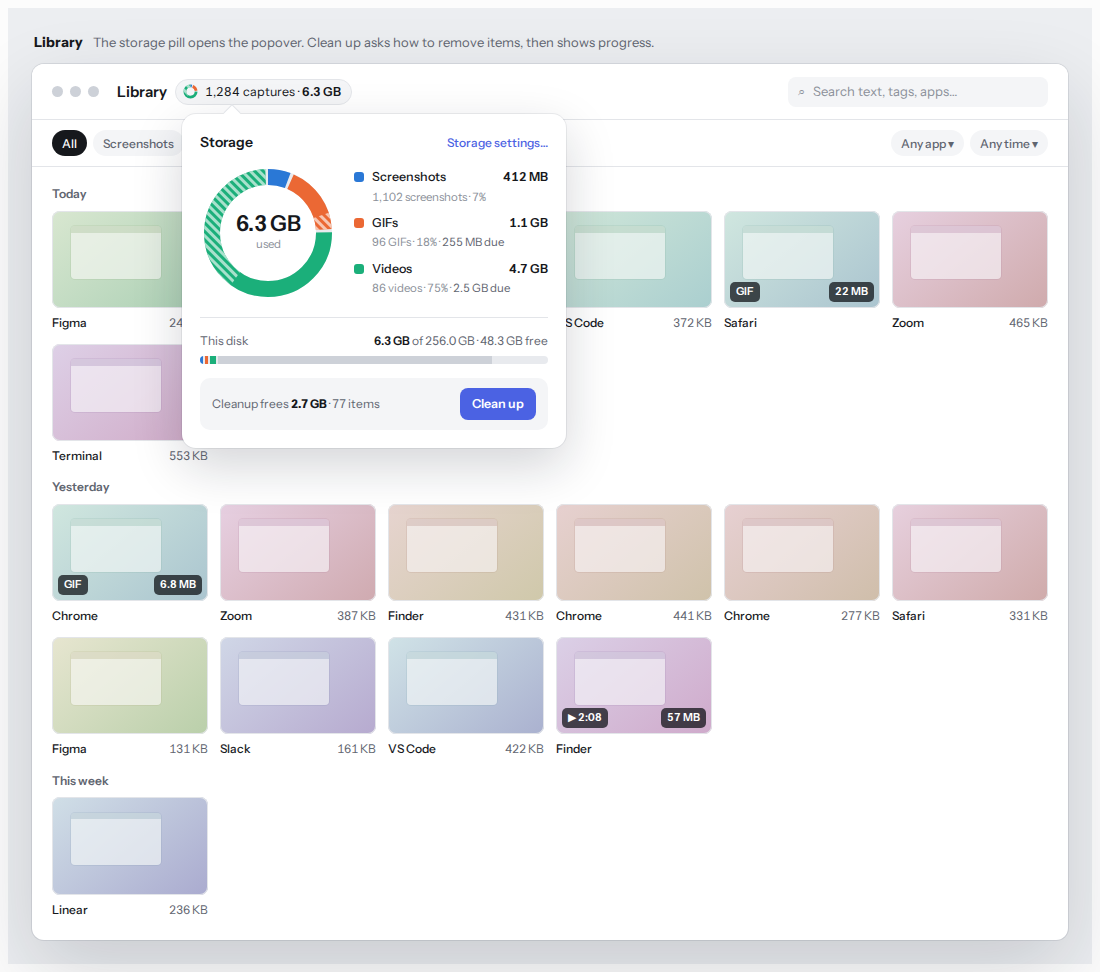 Library The storage pill opens the popover. Clean up asks how to remove items, then shows progress.
Library 1,284 captures · 6.3 GB Search text, tags, apps...
All Screenshots Any app ▾ Any time ▾
Storage Storage settings...
6.3 GB
used
Screenshots 412 MB
1,102 screenshots · 7%
GIFs 1.1 GB
96 GIFs · 18% · 255 MB due
Videos 4.7 GB
86 videos · 75% · 2.5 GB due
This disk 6.3 GB of 256.0 GB · 48.3 GB free
Cleanup frees 2.7 GB · 77 items Clean up
Today
GIF 22 MB
Figma 24 S Code 372 KB Safari Zoom 465 KB
Terminal 553 KB
Yesterday
GIF 6.8 MB
Chrome Zoom 387 KB Finder 431 KB Chrome 441 KB Chrome 277 KB Safari 331 KB
▶ 2:08 57 MB
Figma 131 KB Slack 161 KB VS Code 422 KB Finder
This week
Linear 236 KB